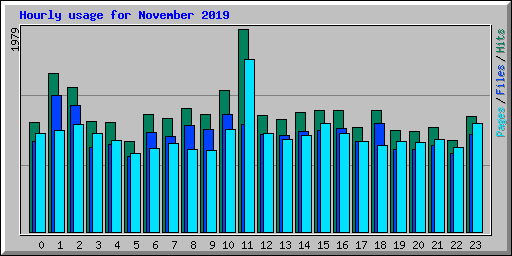 Hourly usage for November 2019
1979
Pages/Files/Hits
0 1 2 3 4 5 6 7 8 9 10 11 12 13 14 15 16 17 18 19 20 21 22 23